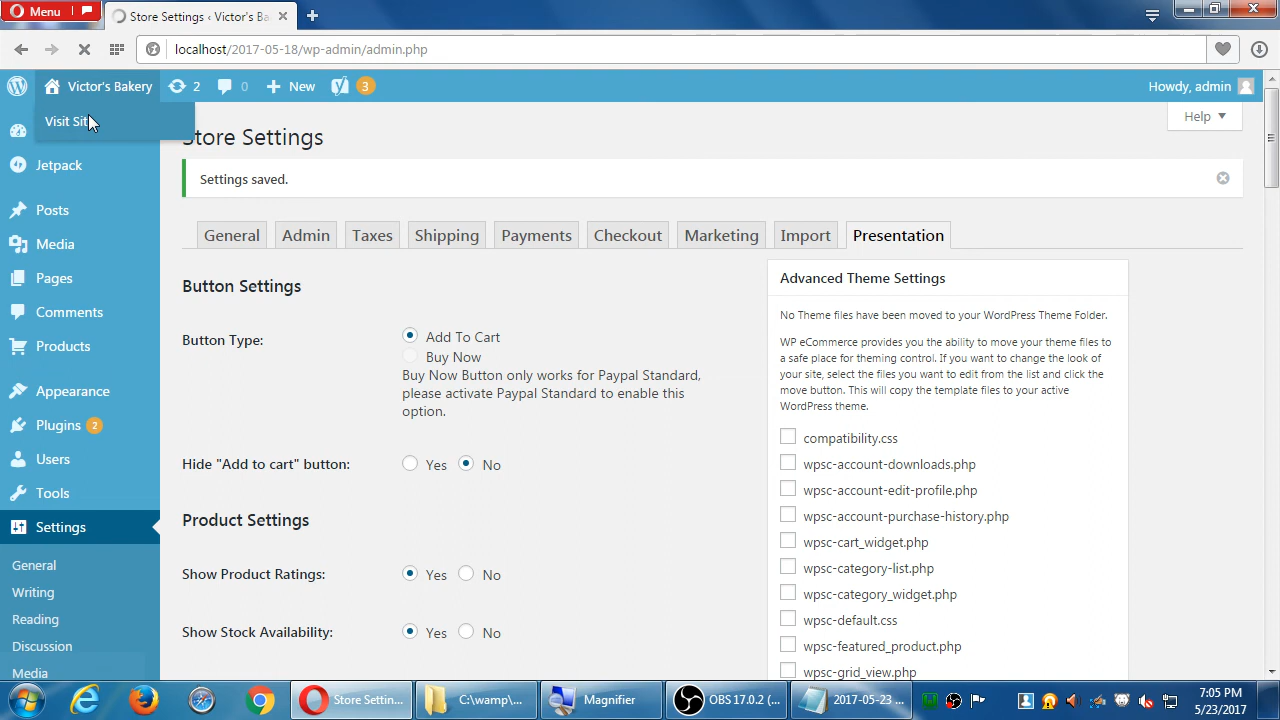 Menu
Store Settings ‹ Victor's Ba
localhost/2017-05-18/wp-admin/admin.php
Victor's Bakery
2
0
New
3
Howdy, admin
Visit Site
Help
Store Settings
Jetpack
Settings saved.
Posts
Media
Pages
Comments
Products
Appearance
Plugins 2
Users
Tools
Settings
General
Writing
Reading
Discussion
Media
General
Admin
Taxes
Shipping
Payments
Checkout
Marketing
Import
Presentation
Button Settings
Button Type:
Add To Cart
Buy Now
Buy Now Button only works for Paypal Standard,
please activate Paypal Standard to enable this
option.
Hide "Add to cart" button:
Yes
No
Product Settings
Show Product Ratings:
Yes
No
Show Stock Availability:
Yes
No
Advanced Theme Settings
No Theme files have been moved to your WordPress Theme Folder.
WP eCommerce provides you the ability to move your theme files to
a safe place for theming control. If you want to change the look of
your site, select the files you want to edit from the list and click the
move button. This will copy the template files to your active
WordPress theme.
compatibility.css
wpsc-account-downloads.php
wpsc-account-edit-profile.php
wpsc-account-purchase-history.php
wpsc-cart_widget.php
wpsc-category-list.php
wpsc-category_widget.php
wpsc-default.css
wpsc-featured_product.php
wpsc-grid_view.php
Store Settin...
C:\wamp\...
Magnifier
OBS 17.0.2 (...
2017-05-23 ...
7:05 PM
5/23/2017